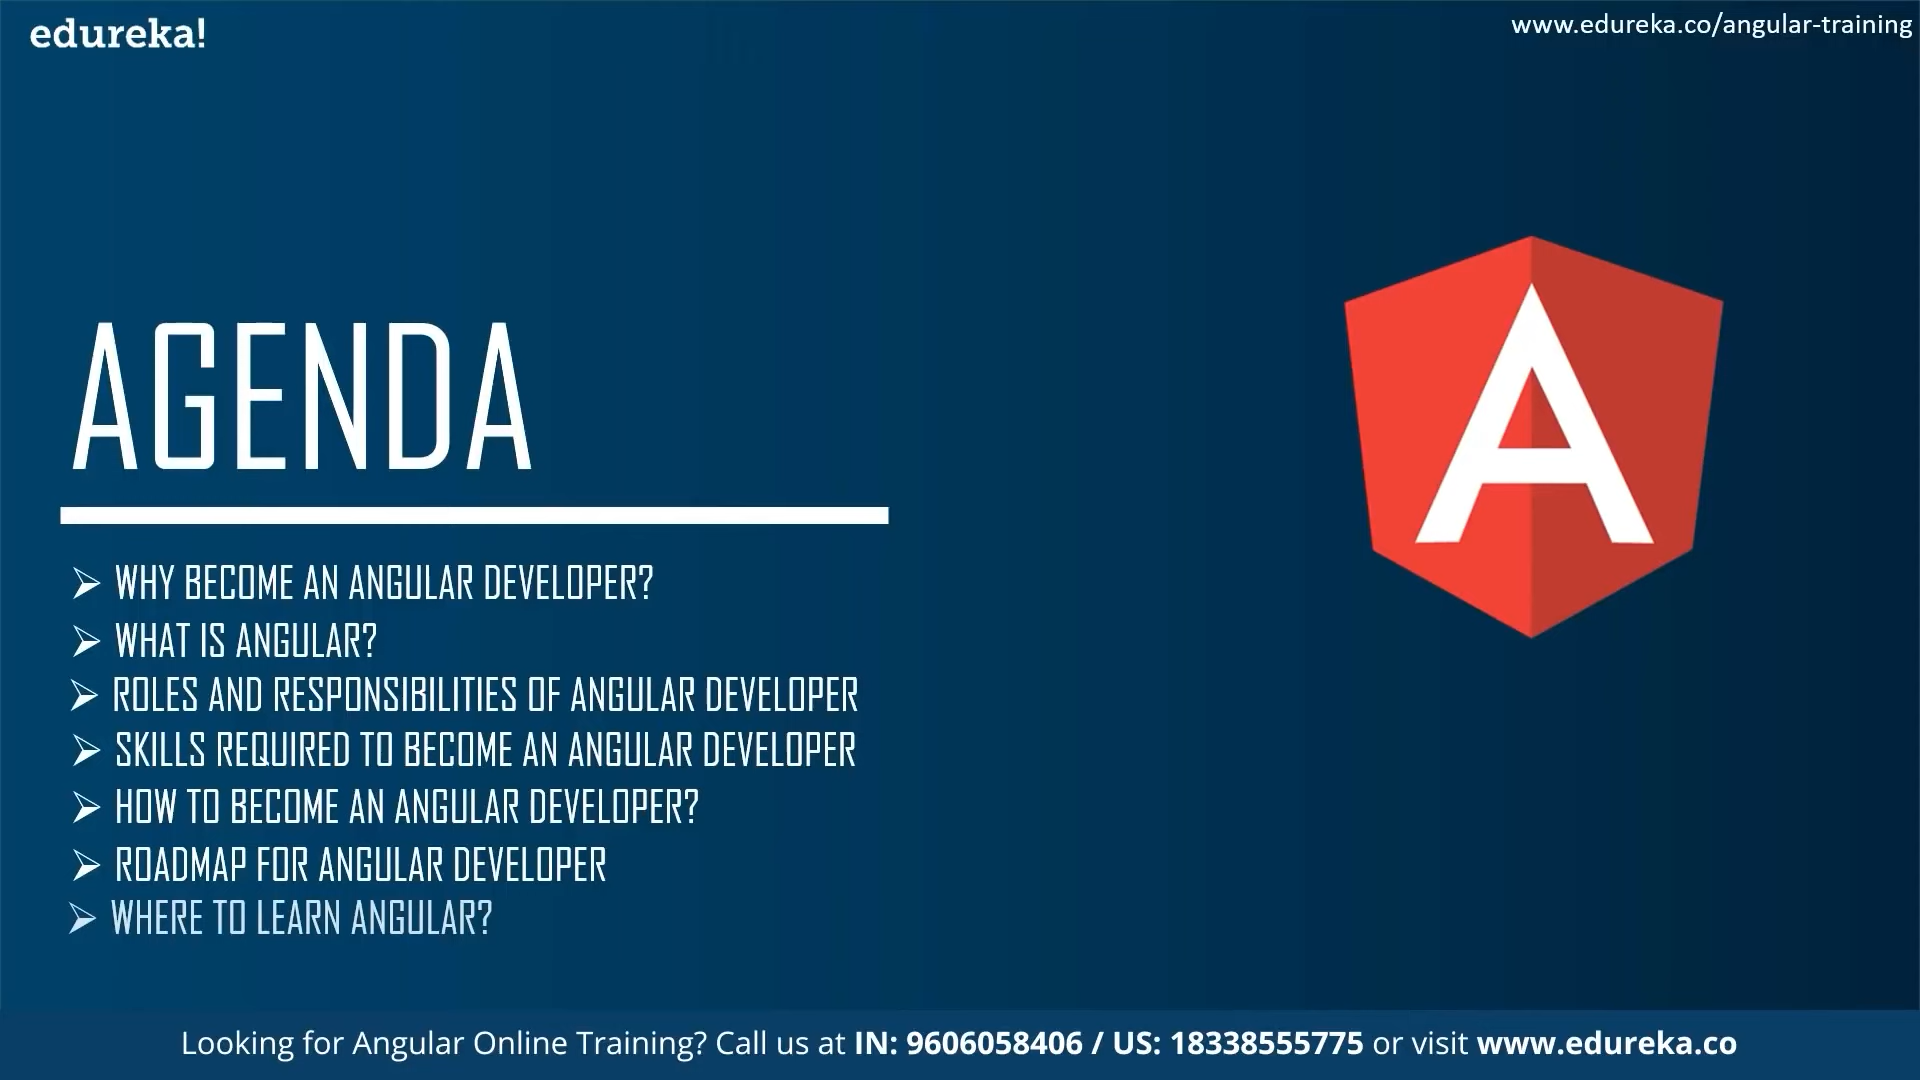 edureka!
www.edureka.co/angular-training
A
AGENDA
➢ WHY BECOME AN ANGULAR DEVELOPER?
➢ WHAT IS ANGULAR?
➢ ROLES AND RESPONSIBILITIES OF ANGULAR DEVELOPER
➢ SKILLS REQUIRED TO BECOME AN ANGULAR DEVELOPER
➢ HOW TO BECOME AN ANGULAR DEVELOPER?
➢ ROADMAP FOR ANGULAR DEVELOPER
➢ WHERE TO LEARN ANGULAR?
Looking for Angular Online Training? Call us at IN: 9606058406 / US: 18338555775 or visit www.edureka.co